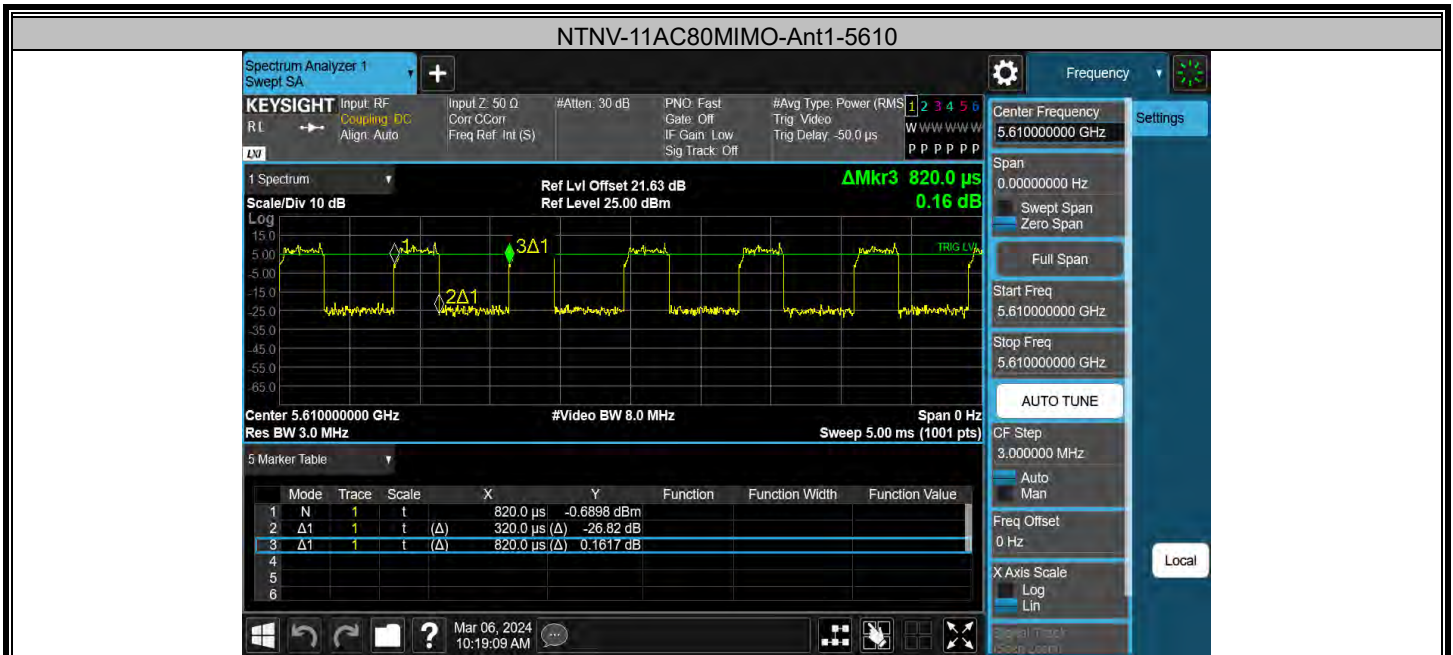 NTNV-11AC80MIMO-Ant1-5610
Spectrum Analyzer 1
Swept SA
Frequency
KEYSIGHT
RL
LXI
Input: RF
Coupling: DC
Align: Auto
Input Z: 50 Ω
Corr CCorr
Freq Ref: Int (S)
#Atten: 30 dB
PNO: Fast
Gate: Off
IF Gain: Low
Sig Track: Off
#Avg Type: Power (RMS
Trig: Video
Trig Delay: -50.0 µs
1 2 3 4 5 6
W W W W W W
P P P P P P
1 Spectrum
Scale/Div 10 dB
Ref Lvl Offset 21.63 dB
Ref Level 25.00 dBm
ΔMkr3 820.0 µs
0.16 dB
Log
15.0
5.00
-5.00
-15.0
-25.0
-35.0
-45.0
-55.0
-65.0
1
2Δ1
3Δ1
TRIG LVL
Center 5.610000000 GHz
#Video BW 8.0 MHz
Span 0 Hz
Res BW 3.0 MHz
Sweep 5.00 ms (1001 pts)
5 Marker Table
Mode Trace Scale X Y Function Function Width Function Value
1 N 1 t 820.0 µs -0.6898 dBm
2 Δ1 1 t (Δ) 320.0 µs (Δ) -26.82 dB
3 Δ1 1 t (Δ) 820.0 µs (Δ) 0.1617 dB
4
5
6
?
Mar 06, 2024
10:19:09 AM
Center Frequency
5.610000000 GHz
Settings
Span
0.00000000 Hz
Swept Span
Zero Span
Full Span
Start Freq
5.610000000 GHz
Stop Freq
5.610000000 GHz
AUTO TUNE
CF Step
3.000000 MHz
Auto
Man
Freq Offset
0 Hz
X Axis Scale
Log
Lin
Local
Signal Track
(Span Zoom)